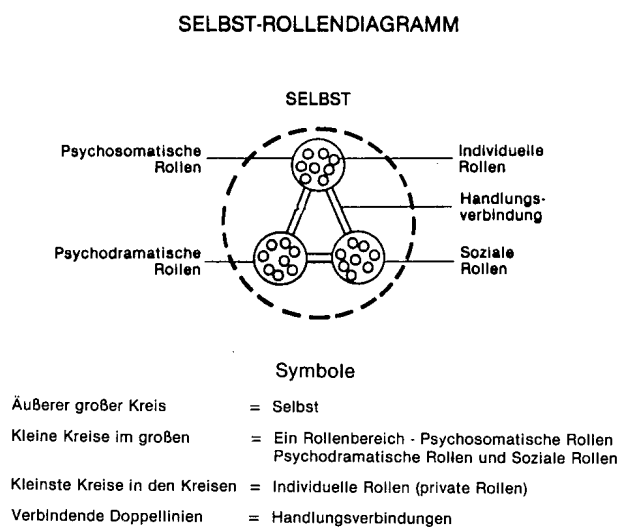 SELBST-ROLLENDIAGRAMM
SELBST
Psychosomatische
Rollen
Individuelle
Rollen
Handlungs-
verbindung
Psychodramatische
Rollen
Soziale
Rollen
Symbole
Äußerer großer Kreis = Selbst
Kleine Kreise im großen = Ein Rollenbereich - Psychosomatische Rollen
Psychodramatische Rollen und Soziale Rollen
Kleinste Kreise in den Kreisen = Individuelle Rollen (private Rollen)
Verbindende Doppellinien = Handlungsverbindungen